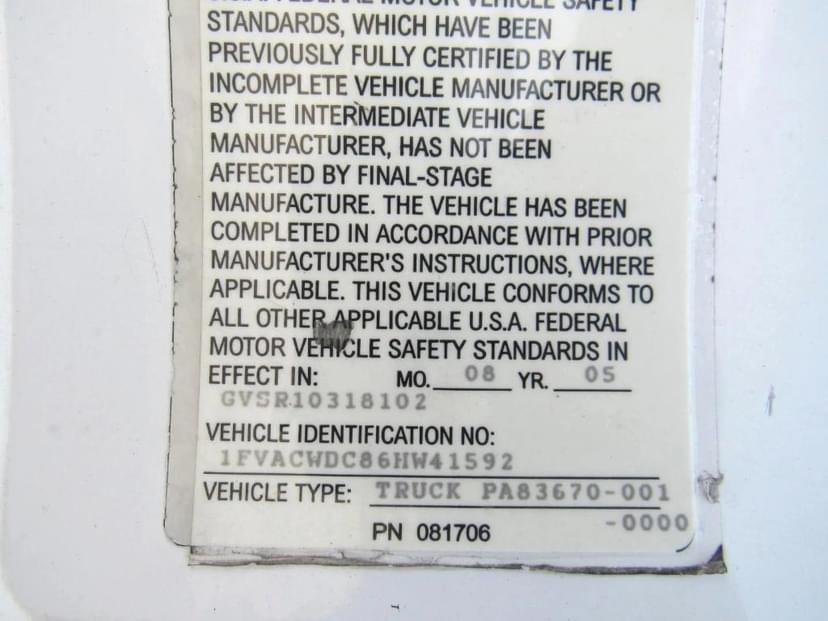 MOTOR VEHICLE SAFETY
STANDARDS, WHICH HAVE BEEN
PREVIOUSLY FULLY CERTIFIED BY THE
INCOMPLETE VEHICLE MANUFACTURER OR
BY THE INTERMEDIATE VEHICLE
MANUFACTURER, HAS NOT BEEN
AFFECTED BY FINAL-STAGE
MANUFACTURE. THE VEHICLE HAS BEEN
COMPLETED IN ACCORDANCE WITH PRIOR
MANUFACTURER'S INSTRUCTIONS, WHERE
APPLICABLE. THIS VEHICLE CONFORMS TO
ALL OTHER APPLICABLE U.S.A. FEDERAL
MOTOR VEHICLE SAFETY STANDARDS IN
EFFECT IN: MO. 08 YR. 05
GVSR10318102
VEHICLE IDENTIFICATION NO:
1FVACWDC86HW41592
VEHICLE TYPE: TRUCK PA83670-001
-0000
PN 081706